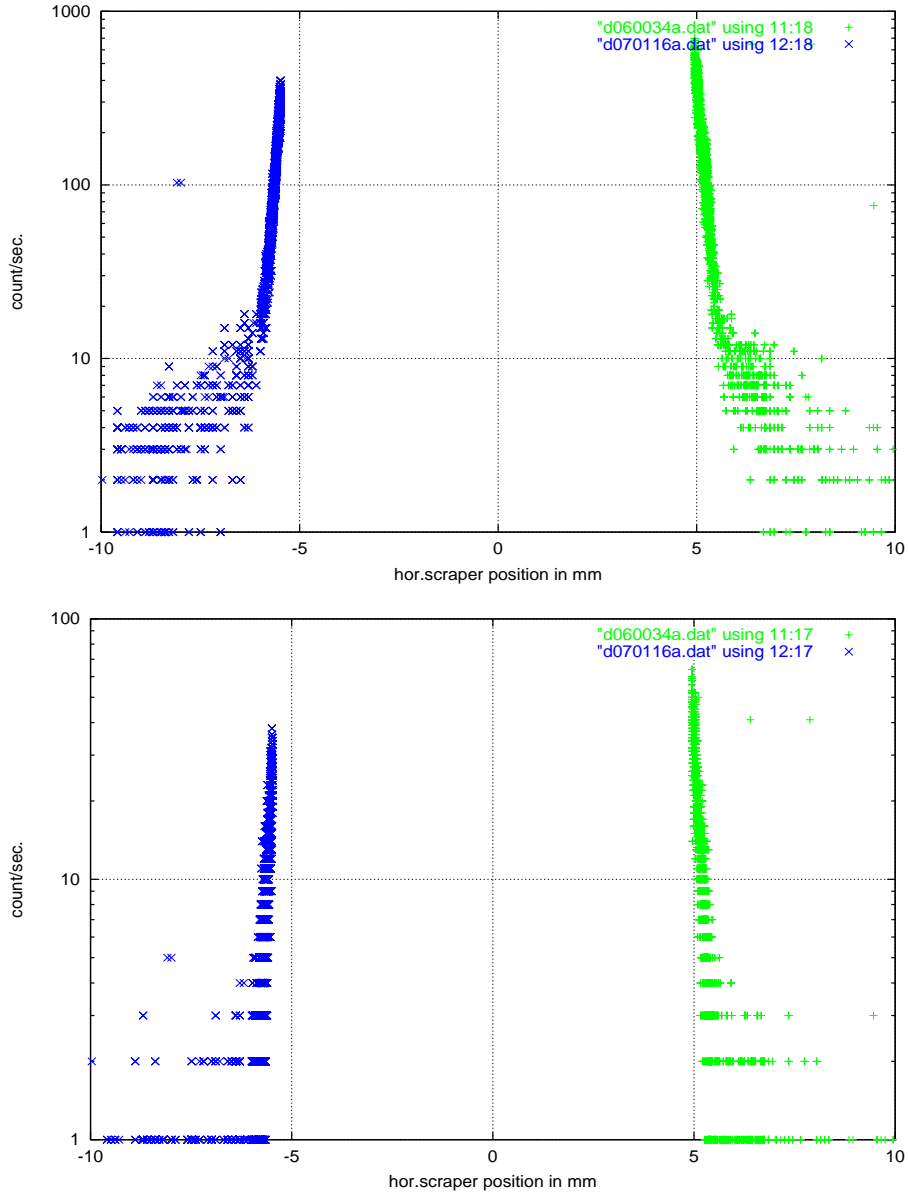 1000
"d060034a.dat" using 11:18
"d070116a.dat" using 12:18
100
count/sec.
10
1
-10 -5 0 5 10
hor.scraper position in mm
100
"d060034a.dat" using 11:17
"d070116a.dat" using 12:17
count/sec.
10
1
-10 -5 0 5 10
hor.scraper position in mm